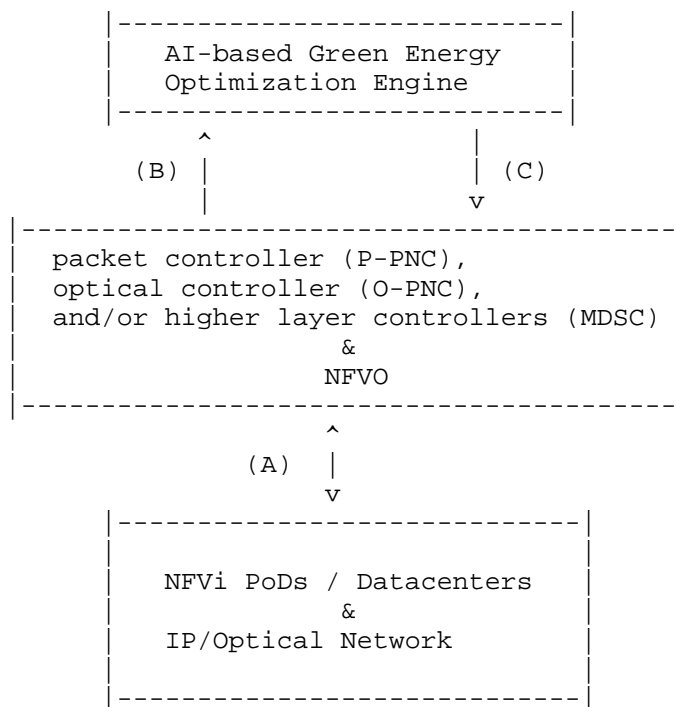 AI-based Green Energy
Optimization Engine
(B)
(C)
packet controller (P-PNC),
optical controller (O-PNC),
and/or higher layer controllers (MDSC)
&
NFVO
(A)
NFVi PoDs / Datacenters
&
IP/Optical Network